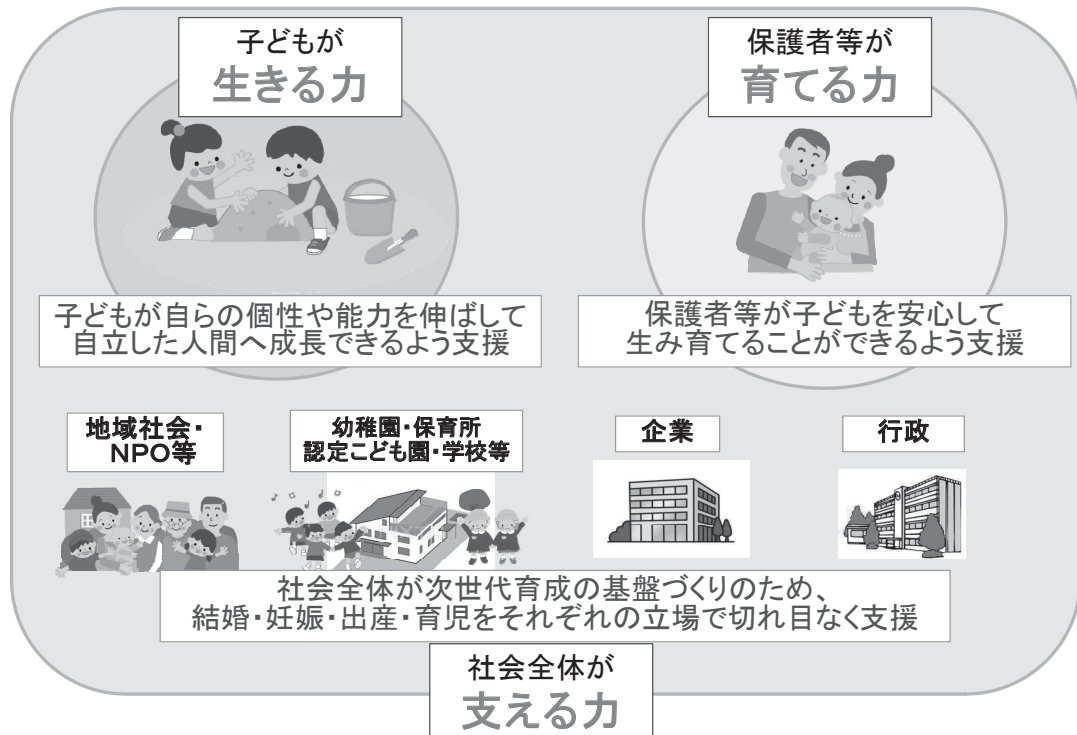 子どもが
生きる力
保護者等が
育てる力
子どもが自らの個性や能力を伸ばして
自立した人間へ成長できるよう支援
保護者等が子どもを安心して
生み育てることができるよう支援
地域社会・
NPO等
幼稚園・保育所
認定こども園・学校等
企業
行政
社会全体が次世代育成の基盤づくりのため、
結婚・妊娠・出産・育児をそれぞれの立場で切れ目なく支援
社会全体が
支える力